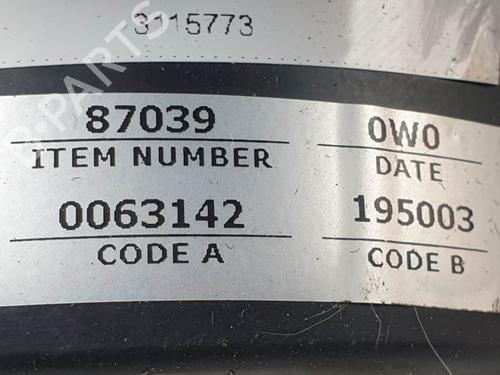 3115773
87039 0W0
ITEM NUMBER DATE
0063142 195003
CODE A CODE B